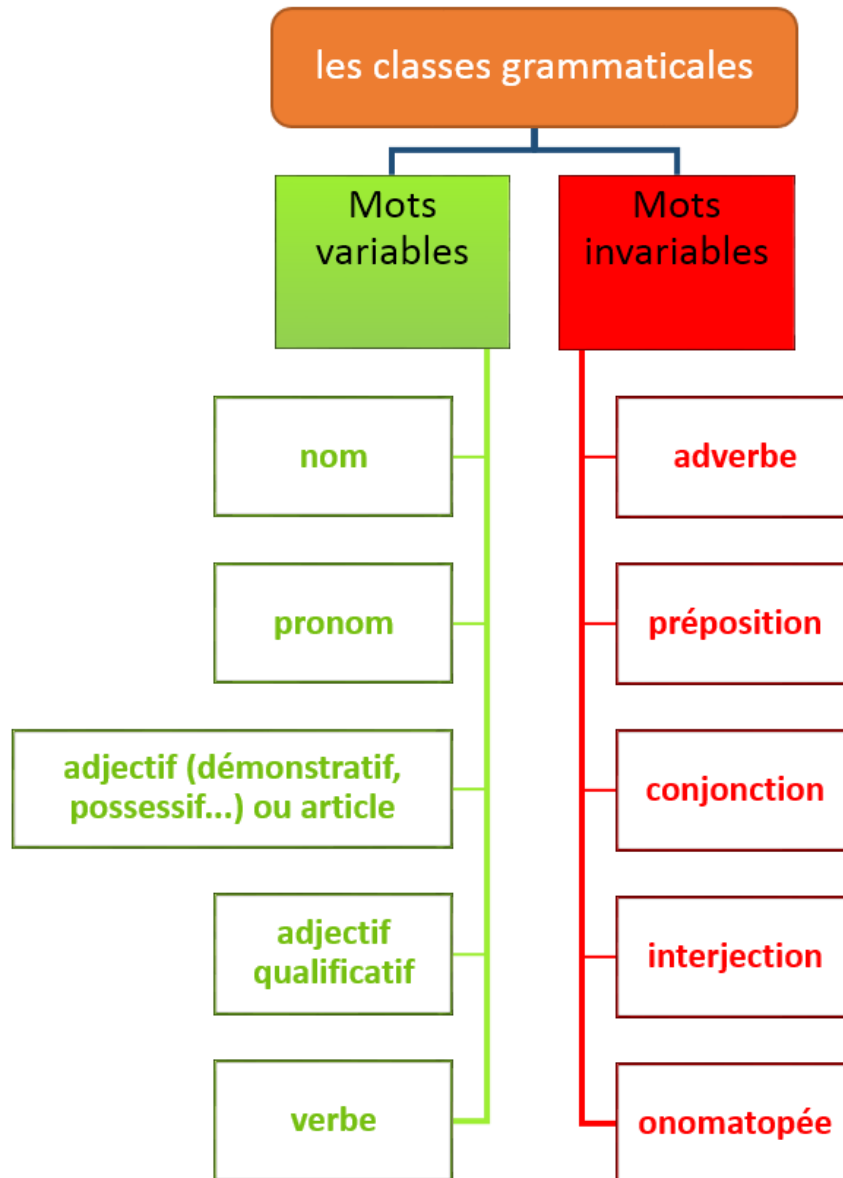 les classes grammaticales
Mots
variables
nom
pronom
adjectif (démonstratif,
possessif...) ou article
adjectif
qualificatif
verbe
Mots
invariables
adverbe
préposition
conjonction
interjection
onomatopée